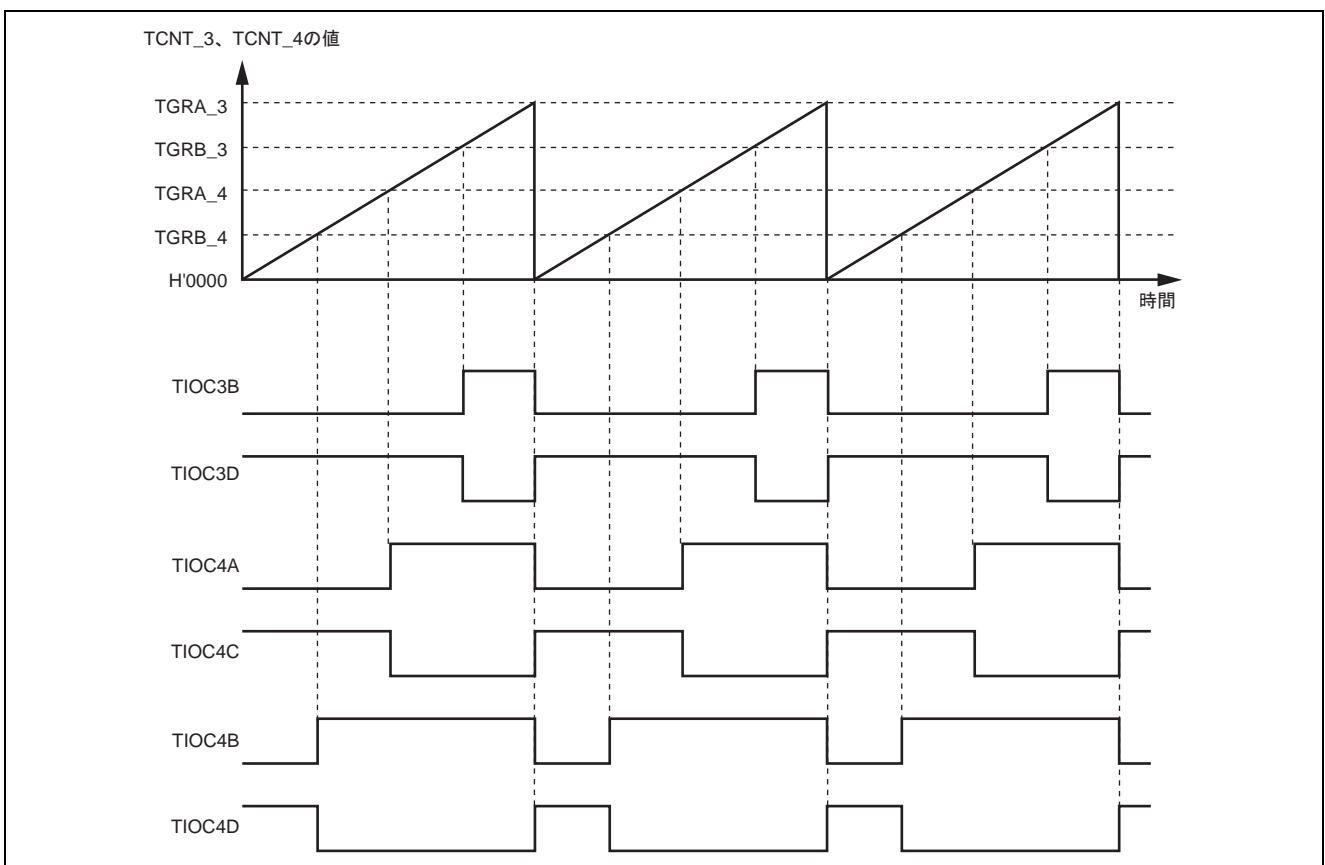 TCNT_3、TCNT_4の値
TGRA_3
TGRB_3
TGRA_4
TGRB_4
H'0000
時間
TIOC3B
TIOC3D
TIOC4A
TIOC4C
TIOC4B
TIOC4D